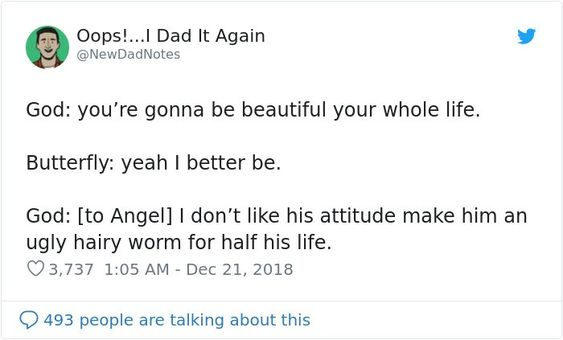 Oops!...I Dad It Again
@NewDadNotes
God: you’re gonna be beautiful your whole life.
Butterfly: yeah I better be.
God: [to Angel] I don’t like his attitude make him an
ugly hairy worm for half his life.
3,737 1:05 AM - Dec 21, 2018
493 people are talking about this